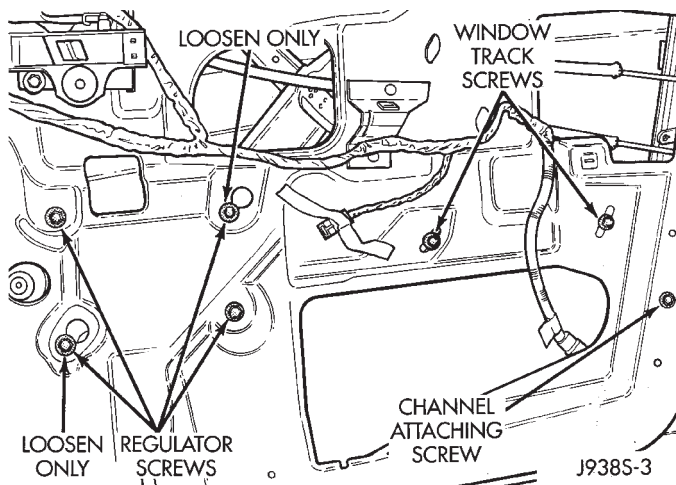 LOOSEN ONLY
WINDOW
TRACK
SCREWS
LOOSEN
ONLY
REGULATOR
SCREWS
CHANNEL
ATTACHING
SCREW
J938S-3